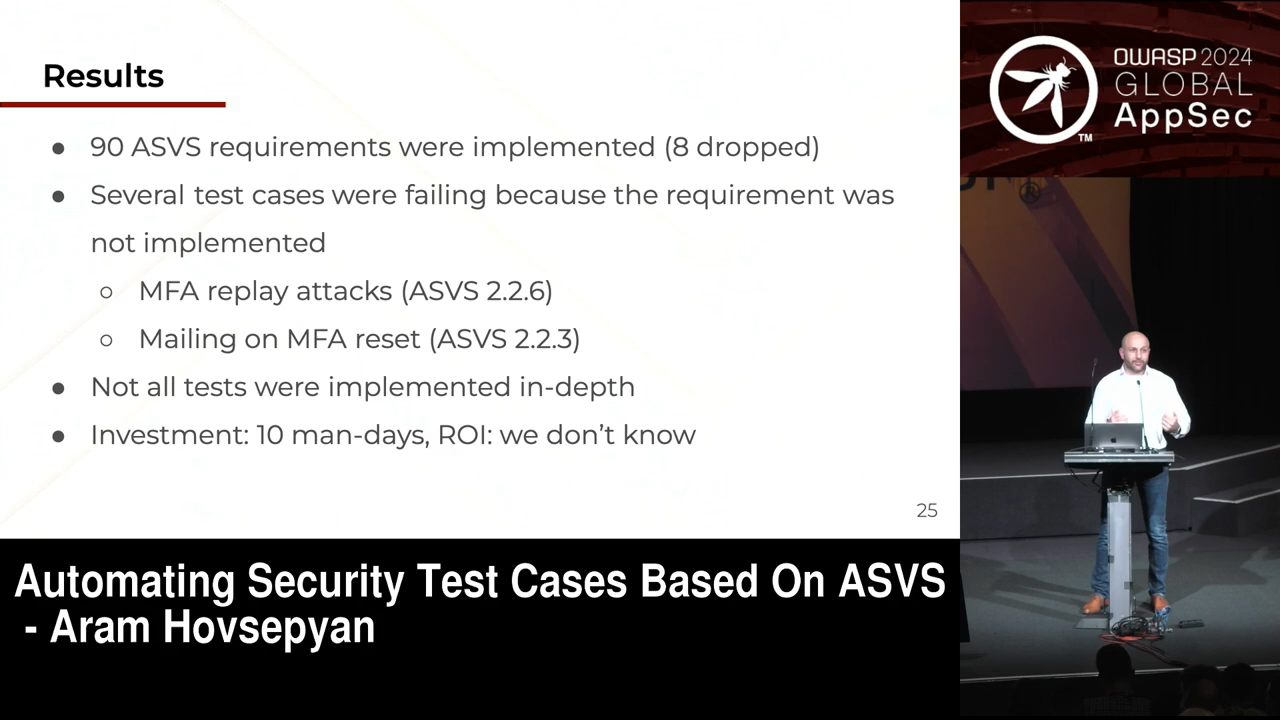 Results
● 90 ASVS requirements were implemented (8 dropped)
● Several test cases were failing because the requirement was
not implemented
○ MFA replay attacks (ASVS 2.2.6)
○ Mailing on MFA reset (ASVS 2.2.3)
● Not all tests were implemented in-depth
● Investment: 10 man-days, ROI: we don’t know
25
Automating Security Test Cases Based On ASVS
- Aram Hovsepyan
OWASP 2024
GLOBAL
AppSec
TM